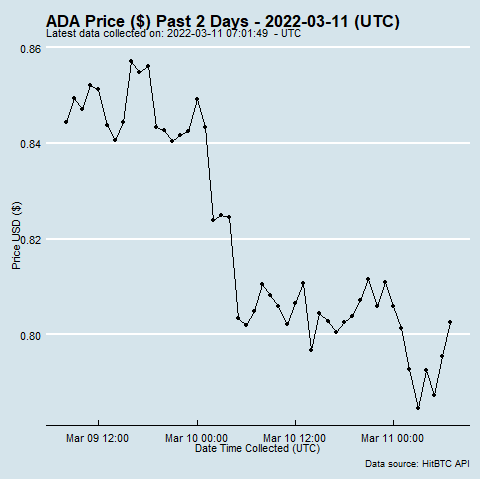 ADA Price ($) Past 2 Days - 2022-03-11 (UTC)
Latest data collected on: 2022-03-11 07:01:49  - UTC
0.86
0.84
0.82
0.80
Price USD ($)
Mar 09 12:00 Mar 10 00:00 Mar 10 12:00 Mar 11 00:00
Date Time Collected (UTC)
Data source: HitBTC API